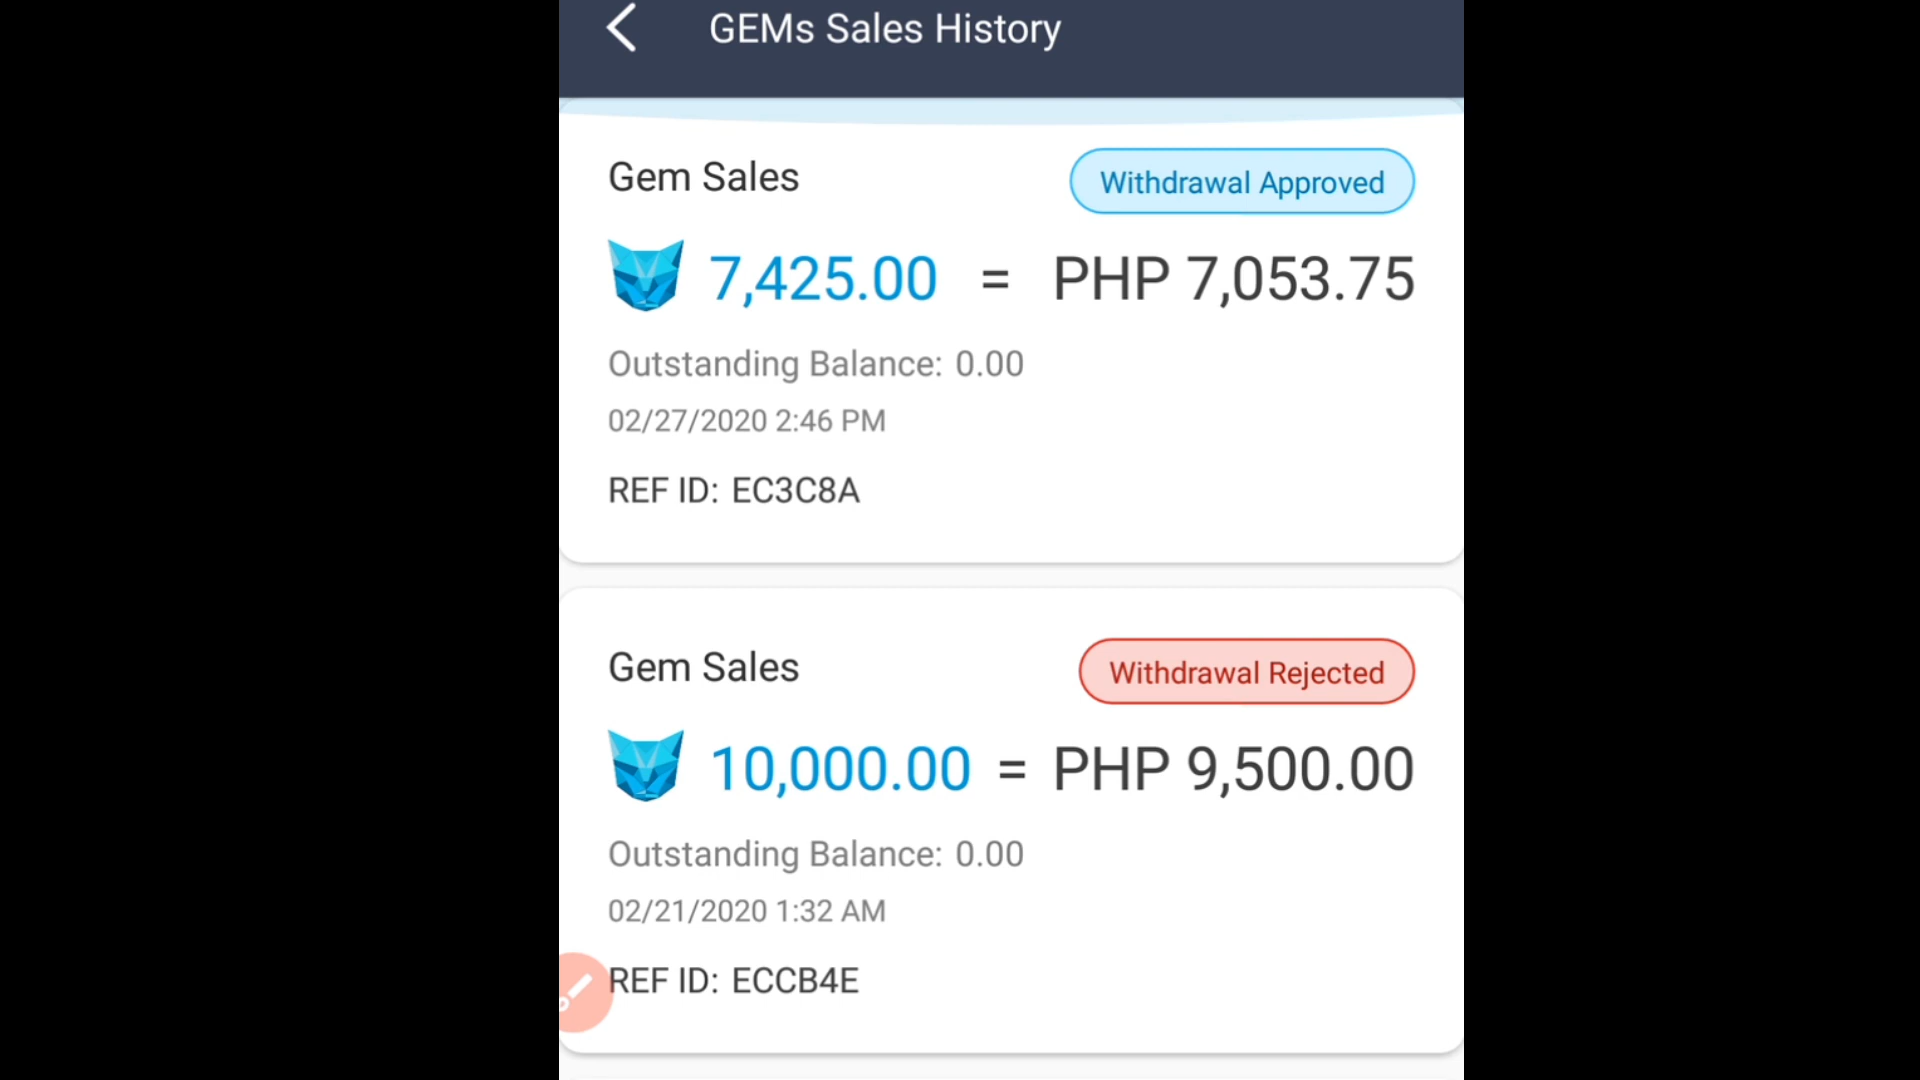 GEMs Sales History
Gem Sales
Withdrawal Approved
7,425.00 = PHP 7,053.75
Outstanding Balance: 0.00
02/27/2020 2:46 PM
REF ID: EC3C8A
Gem Sales
Withdrawal Rejected
10,000.00 = PHP 9,500.00
Outstanding Balance: 0.00
02/21/2020 1:32 AM
REF ID: ECCB4E